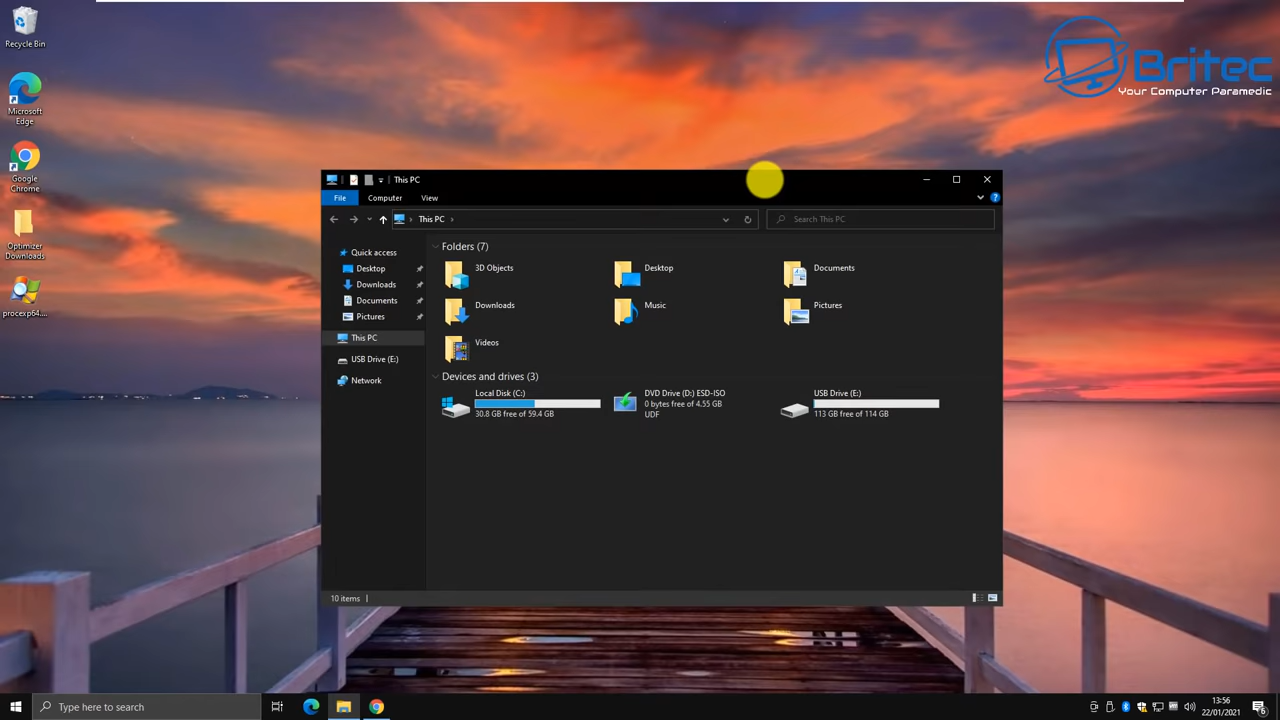 Recycle Bin
Microsoft
Edge
Google
Chrome
Optimizer
Downloads
procexp64....
Britec
Your Computer Paramedic
This PC
File
Computer
View
This PC
Search This PC
Quick access
Desktop
Downloads
Documents
Pictures
This PC
USB Drive (E:)
Network
Folders (7)
3D Objects
Desktop
Documents
Downloads
Music
Pictures
Videos
Devices and drives (3)
Local Disk (C:)
30.8 GB free of 59.4 GB
DVD Drive (D:) ESD-ISO
0 bytes free of 4.55 GB
UDF
USB Drive (E:)
113 GB free of 114 GB
10 items
Type here to search
13:56
22/01/2021
6